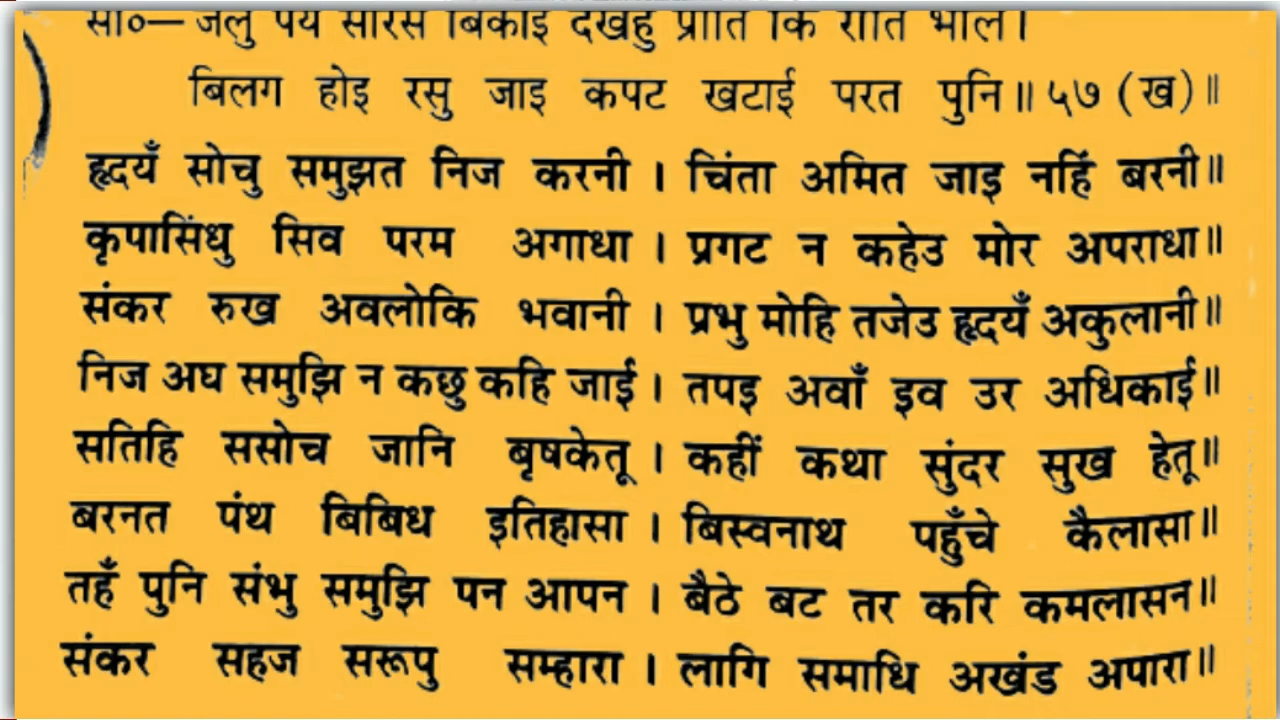 सो०— जलु पय सरिस बिकाइ देखहु प्रीति कि रीति भलि।
बिलग होइ रसु जाइ कपट खटाई परत पुनि॥ ५७ (ख)॥
हृदयँ सोचु समुझत निज करनी । चिंता अमित जाइ नहिं बरनी॥
कृपासिंधु सिव परम अगाधा । प्रगट न कहेउ मोर अपराधा॥
संकर रुख अवलोकि भवानी । प्रभु मोहि तजेउ हृदयँ अकुलानी॥
निज अघ समुझि न कछु कहि जाई । तपइ अवाँ इव उर अधिकाई॥
सतिहि ससोच जानि बृषकेतू । कहीं कथा सुंदर सुख हेतू॥
बरनत पंथ बिबिध इतिहासा । बिस्वनाथ पहुँचे कैलासा॥
तहँ पुनि संभु समुझि पन आपन । बैठे बट तर करि कमलासन॥
संकर सहज सरूपु सम्हारा । लागि समाधि अखंड अपारा॥